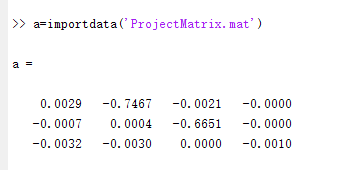 >> a=importdata('ProjectMatrix.mat')
a =
0.0029 -0.7467 -0.0021 -0.0000
-0.0007 0.0004 -0.6651 -0.0000
-0.0032 -0.0030 0.0000 -0.0010